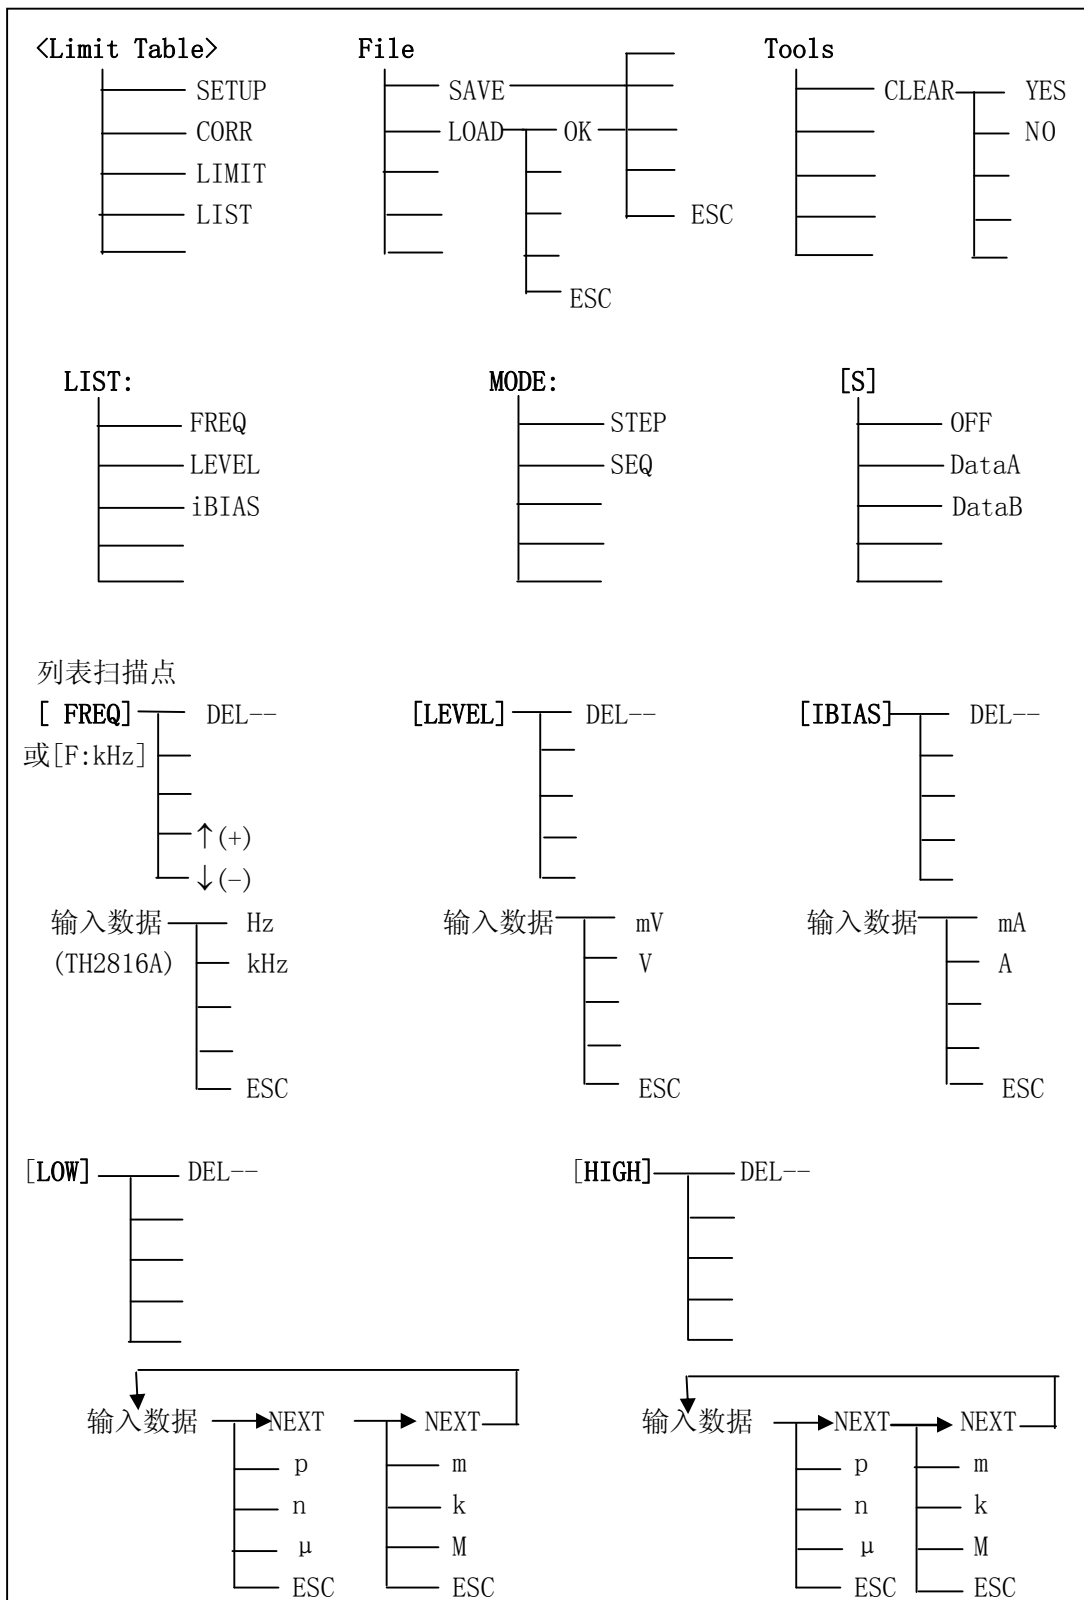 <Limit Table>
SETUP
CORR
LIMIT
LIST
File
SAVE
LOAD OK
ESC
ESC
Tools
CLEAR YES
NO
LIST:
FREQ
LEVEL
iBIAS
MODE:
STEP
SEQ
[S]
OFF
DataA
DataB
列表扫描点
[ FREQ] DEL--
或[F:kHz]
↑(+)
↓(-)
[LEVEL] DEL--
[IBIAS] DEL--
输入数据 Hz
(TH2816A) kHz
ESC
输入数据 mV
V
ESC
输入数据 mA
A
ESC
[LOW] DEL--
[HIGH] DEL--
输入数据 NEXT NEXT
p m
n k
μ M
ESC ESC
输入数据 NEXT NEXT
p m
n k
μ M
ESC ESC